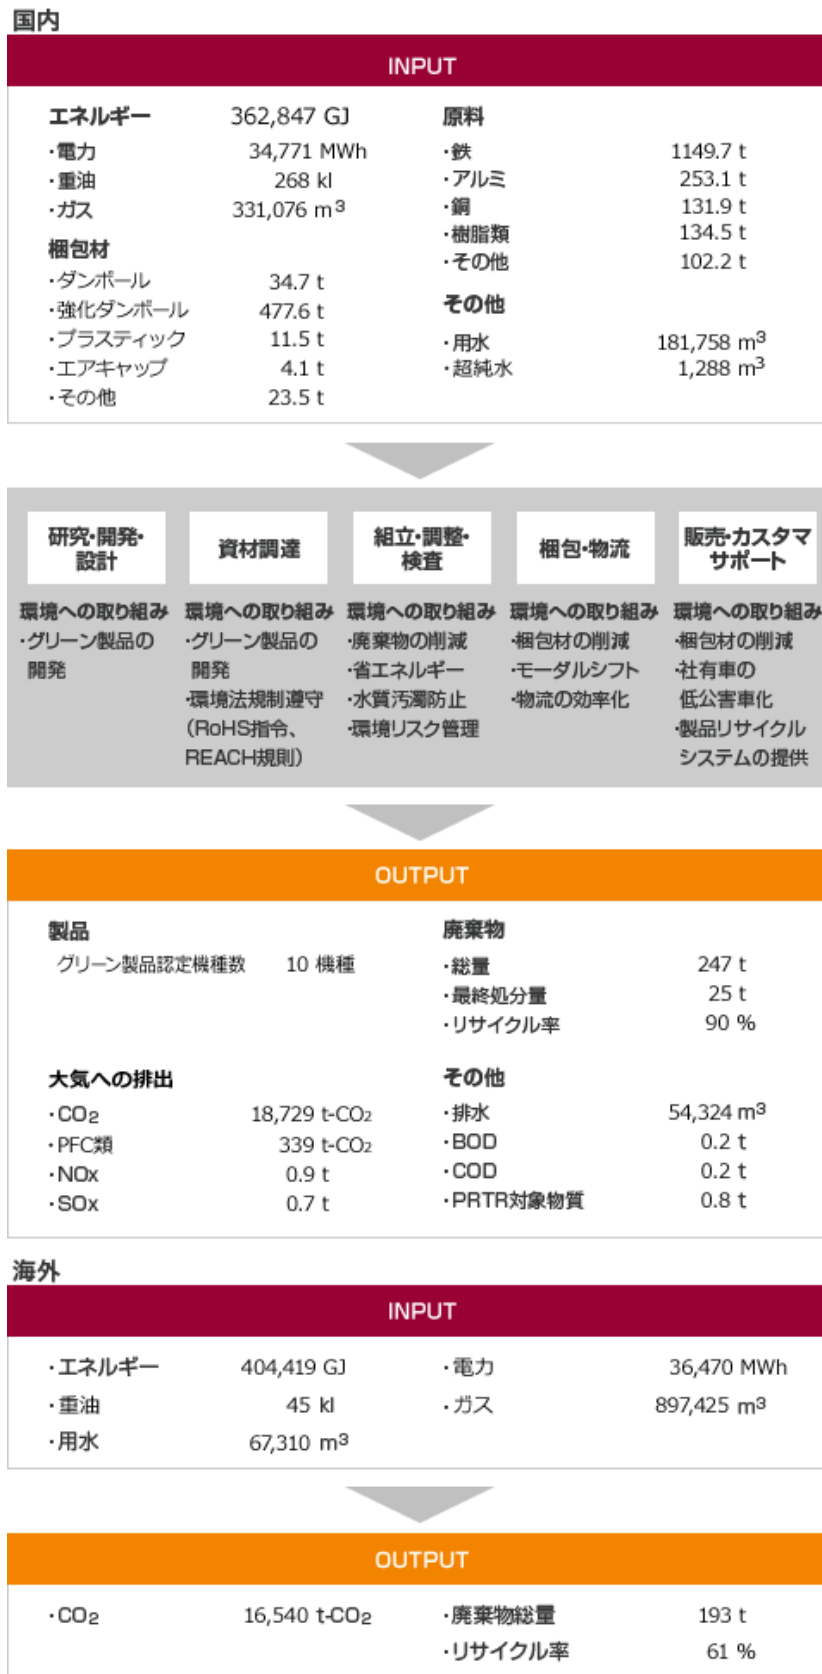 国内
INPUT
エネルギー 362,847 GJ
・電力 34,771 MWh
・重油 268 kl
・ガス 331,076 m³
梱包材
・ダンボール 34.7 t
・強化ダンボール 477.6 t
・プラスティック 11.5 t
・エアキャップ 4.1 t
・その他 23.5 t
原料
・鉄 1149.7 t
・アルミ 253.1 t
・銅 131.9 t
・樹脂類 134.5 t
・その他 102.2 t
その他
・用水 181,758 m³
・超純水 1,288 m³
研究・開発・
設計
環境への取り組み
・グリーン製品の
開発
資材調達
環境への取り組み
・グリーン製品の
開発
・環境法規制遵守
（RoHS指令、
REACH規則）
組立・調整・
検査
環境への取り組み
・廃棄物の削減
・省エネルギー
・水質汚濁防止
・環境リスク管理
梱包・物流
環境への取り組み
・梱包材の削減
・モーダルシフト
・物流の効率化
販売・カスタマ
サポート
環境への取り組み
・梱包材の削減
・社有車の
低公害車化
・製品リサイクル
システムの提供
OUTPUT
製品
グリーン製品認定機種数 10 機種
廃棄物
・総量 247 t
・最終処分量 25 t
・リサイクル率 90 %
大気への排出
・CO₂ 18,729 t-CO₂
・PFC類 339 t-CO₂
・NOx 0.9 t
・SOx 0.7 t
その他
・排水 54,324 m³
・BOD 0.2 t
・COD 0.2 t
・PRTR対象物質 0.8 t
海外
INPUT
・エネルギー 404,419 GJ
・電力 36,470 MWh
・重油 45 kl
・ガス 897,425 m³
・用水 67,310 m³
OUTPUT
・CO₂ 16,540 t-CO₂
・廃棄物総量 193 t
・リサイクル率 61 %